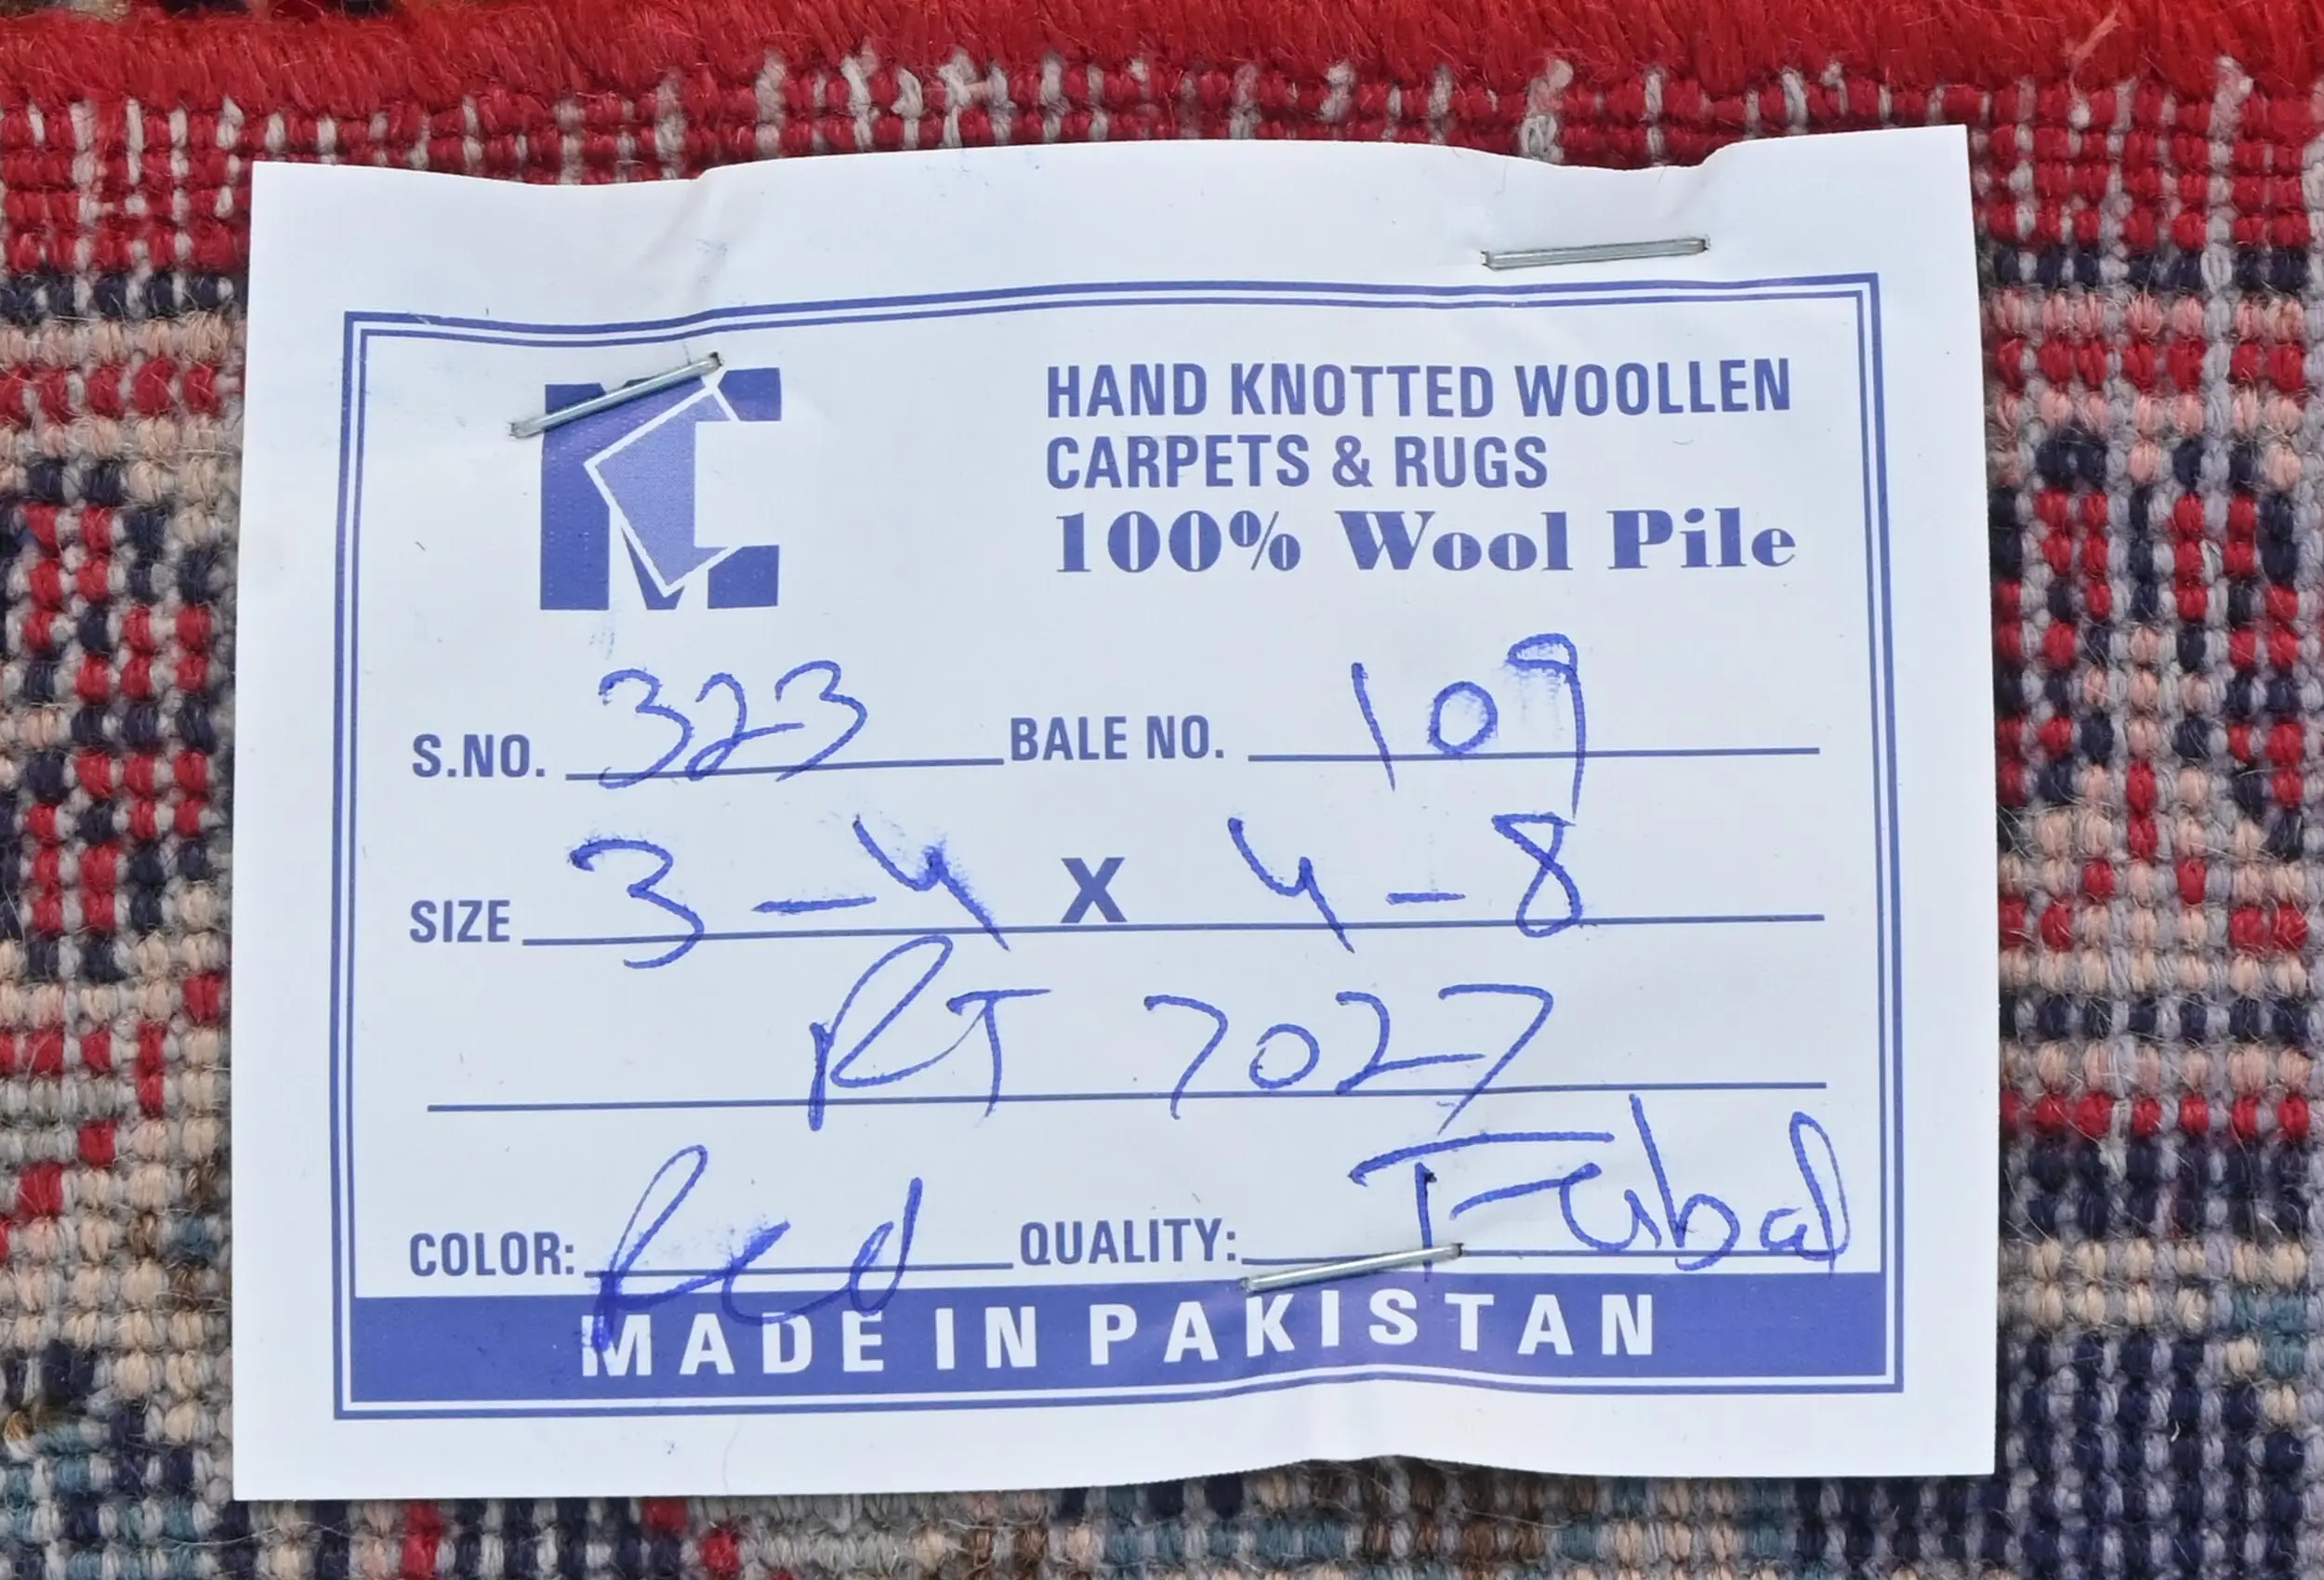 MC
HAND KNOTTED WOOLLEN
CARPETS & RUGS
100% Wool Pile
S.NO. 323 BALE NO. 109
SIZE 3-4 X 4-8
RT 7027
COLOR: Red QUALITY:
MADE IN PAKISTAN